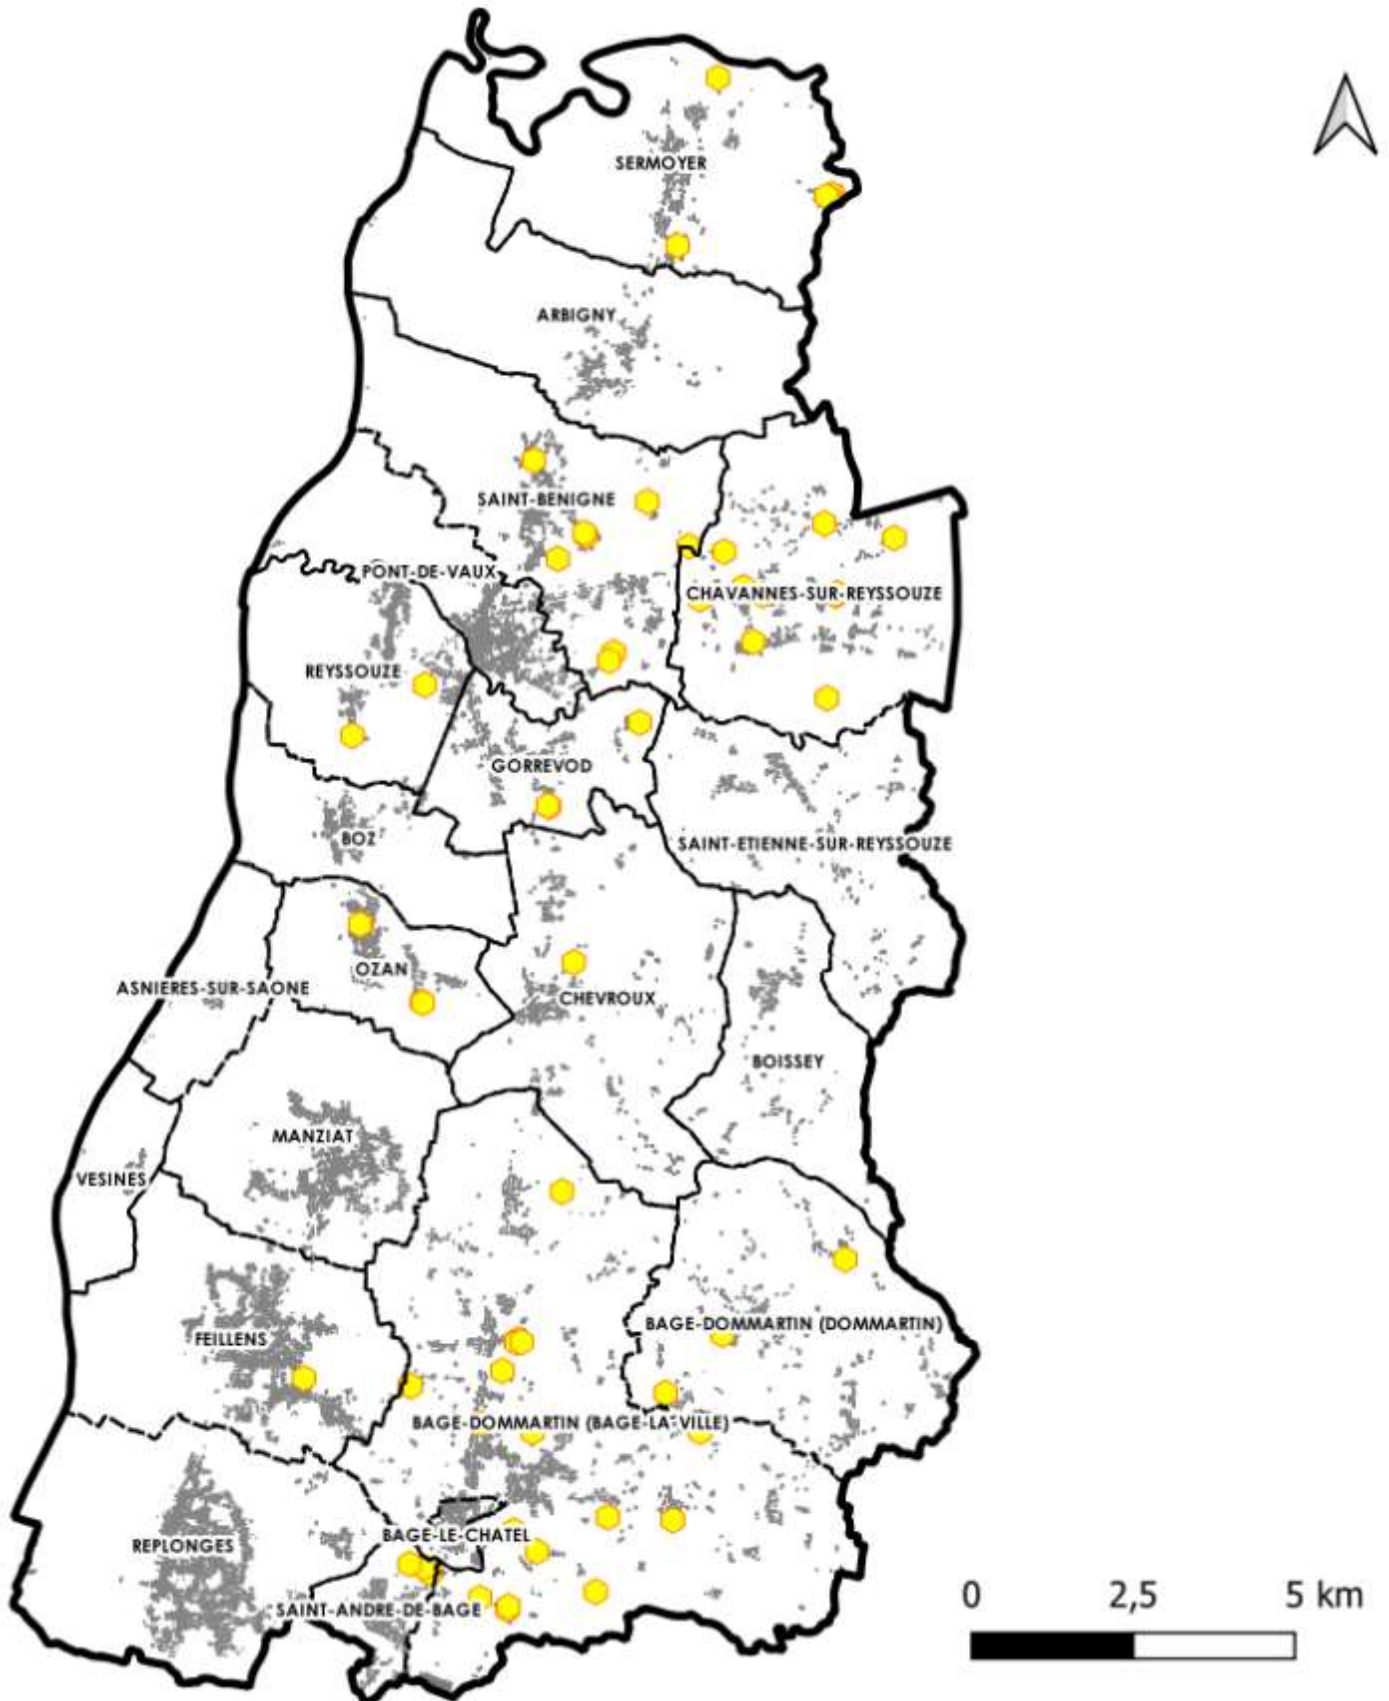 SERMOYER
ARBIGNY
SAINT-BENIGNE
PONT-DE-VAUX
CHAVANNES-SUR-REYSSOUZE
REYSSOUZE
GORREVOD
BOZ
SAINT-ETIENNE-SUR-REYSSOUZE
OZAN
ASNIERES-SUR-SAONE
CHEVROUX
BOISSEY
MANZIAT
VESINES
BAGE-DOMMARTIN (DOMMARTIN)
FEILLENS
BAGE-DOMMARTIN (BAGE-LA-VILLE)
BAGE-LE-CHATEL
REPLONGES
SAINT-ANDRE-DE-BAGE
0 2,5 5 km